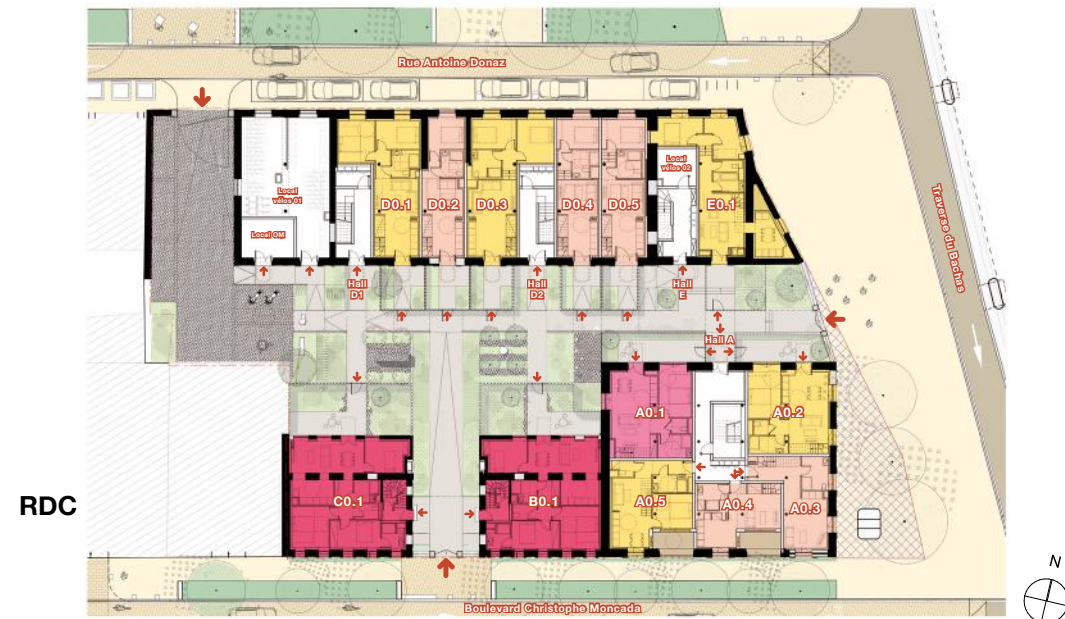 Rue Antoine Donaz
Local
vélos 01
Local OM
D0.1
D0.2
D0.3
D0.4
D0.5
Local
vélos 02
E0.1
Traverse du Bachas
Hall
D1
Hall
D2
Hall
E
Hall A
A0.1
A0.2
A0.5
A0.4
A0.3
C0.1
B0.1
RDC
Boulevard Christophe Moncada
N